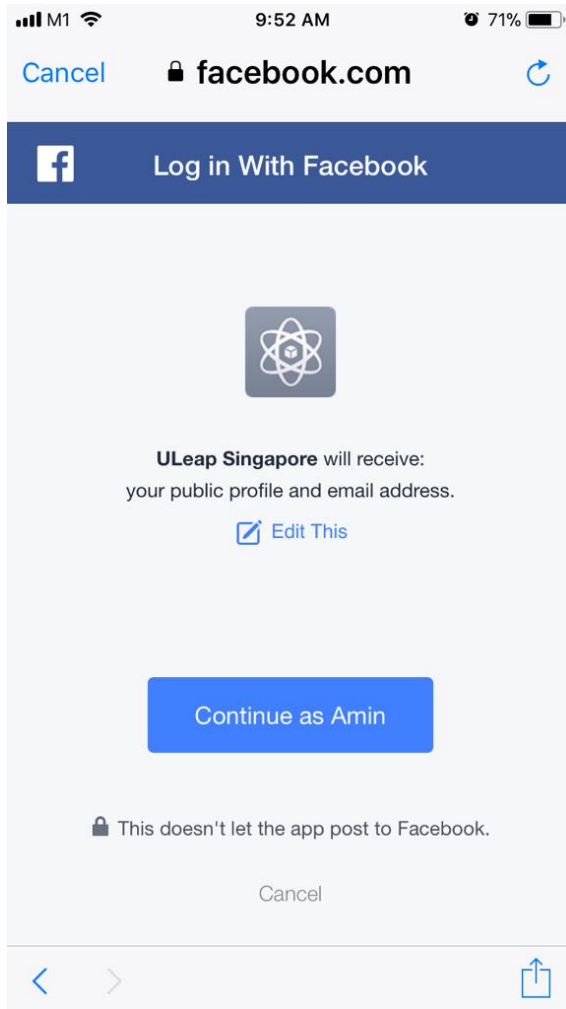 M1 9:52 AM 71%
Cancel facebook.com
Log in With Facebook
ULeap Singapore will receive:
your public profile and email address.
Edit This
Continue as Amin
This doesn't let the app post to Facebook.
Cancel